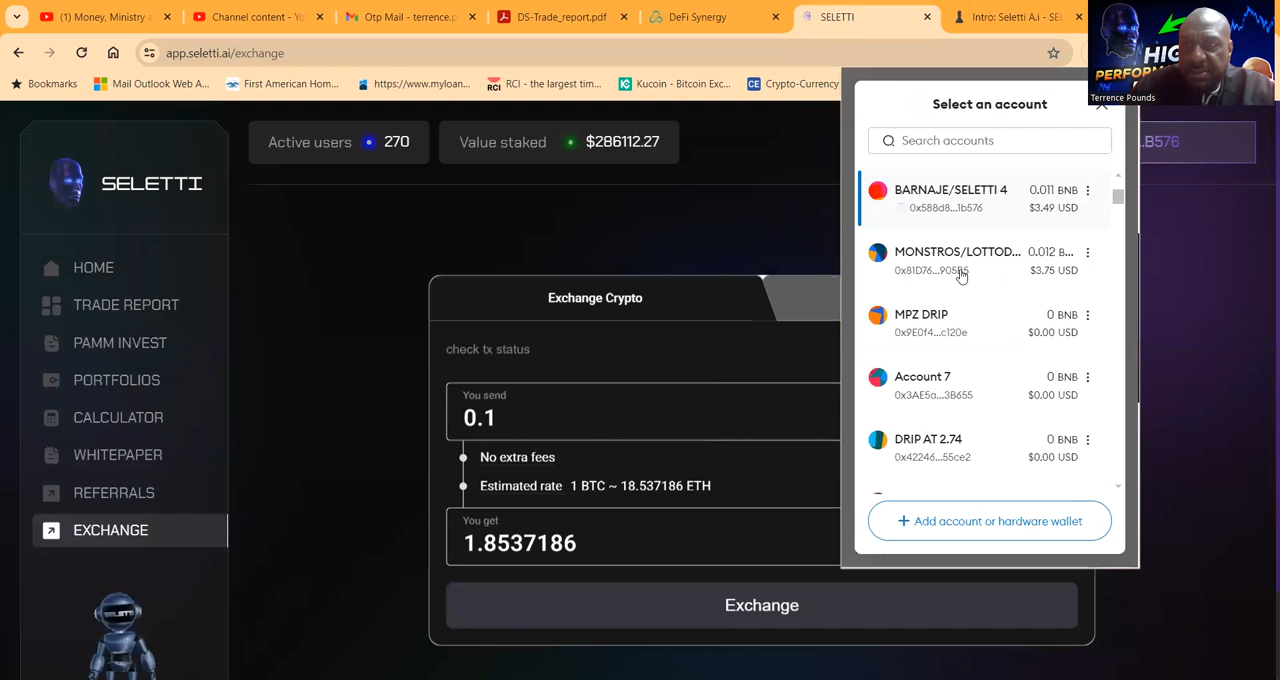 (1) Money, Ministry a
Channel content - Yo
Otp Mail - terrence.p
DS-Trade_report.pdf
DeFi Synergy
SELETTI
Intro: Seletti A.i - SEL
app.seletti.ai/exchange
Bookmarks
Mail Outlook Web A...
First American Hom...
https://www.myloan...
RCI - the largest tim...
Kucoin - Bitcoin Exc...
Crypto-Currency
HIG
PERFORM
Terrence Pounds
SELETTI
Active users 270
Value staked $286112.27
.B576
HOME
TRADE REPORT
PAMM INVEST
PORTFOLIOS
CALCULATOR
WHITEPAPER
REFERRALS
EXCHANGE
SELETTI
Exchange Crypto
check tx status
You send
0.1
No extra fees
Estimated rate 1 BTC ~ 18.537186 ETH
You get
1.8537186
Exchange
Select an account
Search accounts
BARNAJE/SELETTI 4 0.011 BNB
0x588d8...1b576 $3.49 USD
MONSTROS/LOTTOD... 0.012 B...
0x81D76...905B5 $3.75 USD
MPZ DRIP 0 BNB
0x9E0f4...c120e $0.00 USD
Account 7 0 BNB
0x3AE5a...3B655 $0.00 USD
DRIP AT 2.74 0 BNB
0x42246...55ce2 $0.00 USD
+ Add account or hardware wallet